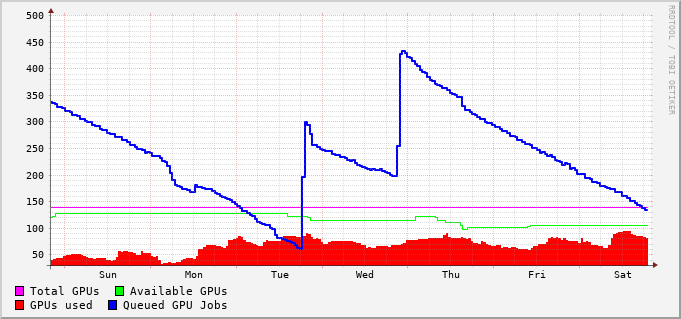 500
450
400
350
300
250
200
150
100
50
Sun Mon Tue Wed Thu Fri Sat
Total GPUs Available GPUs
GPUs used Queued GPU Jobs
RRDTOOL / TOBI OETIKER